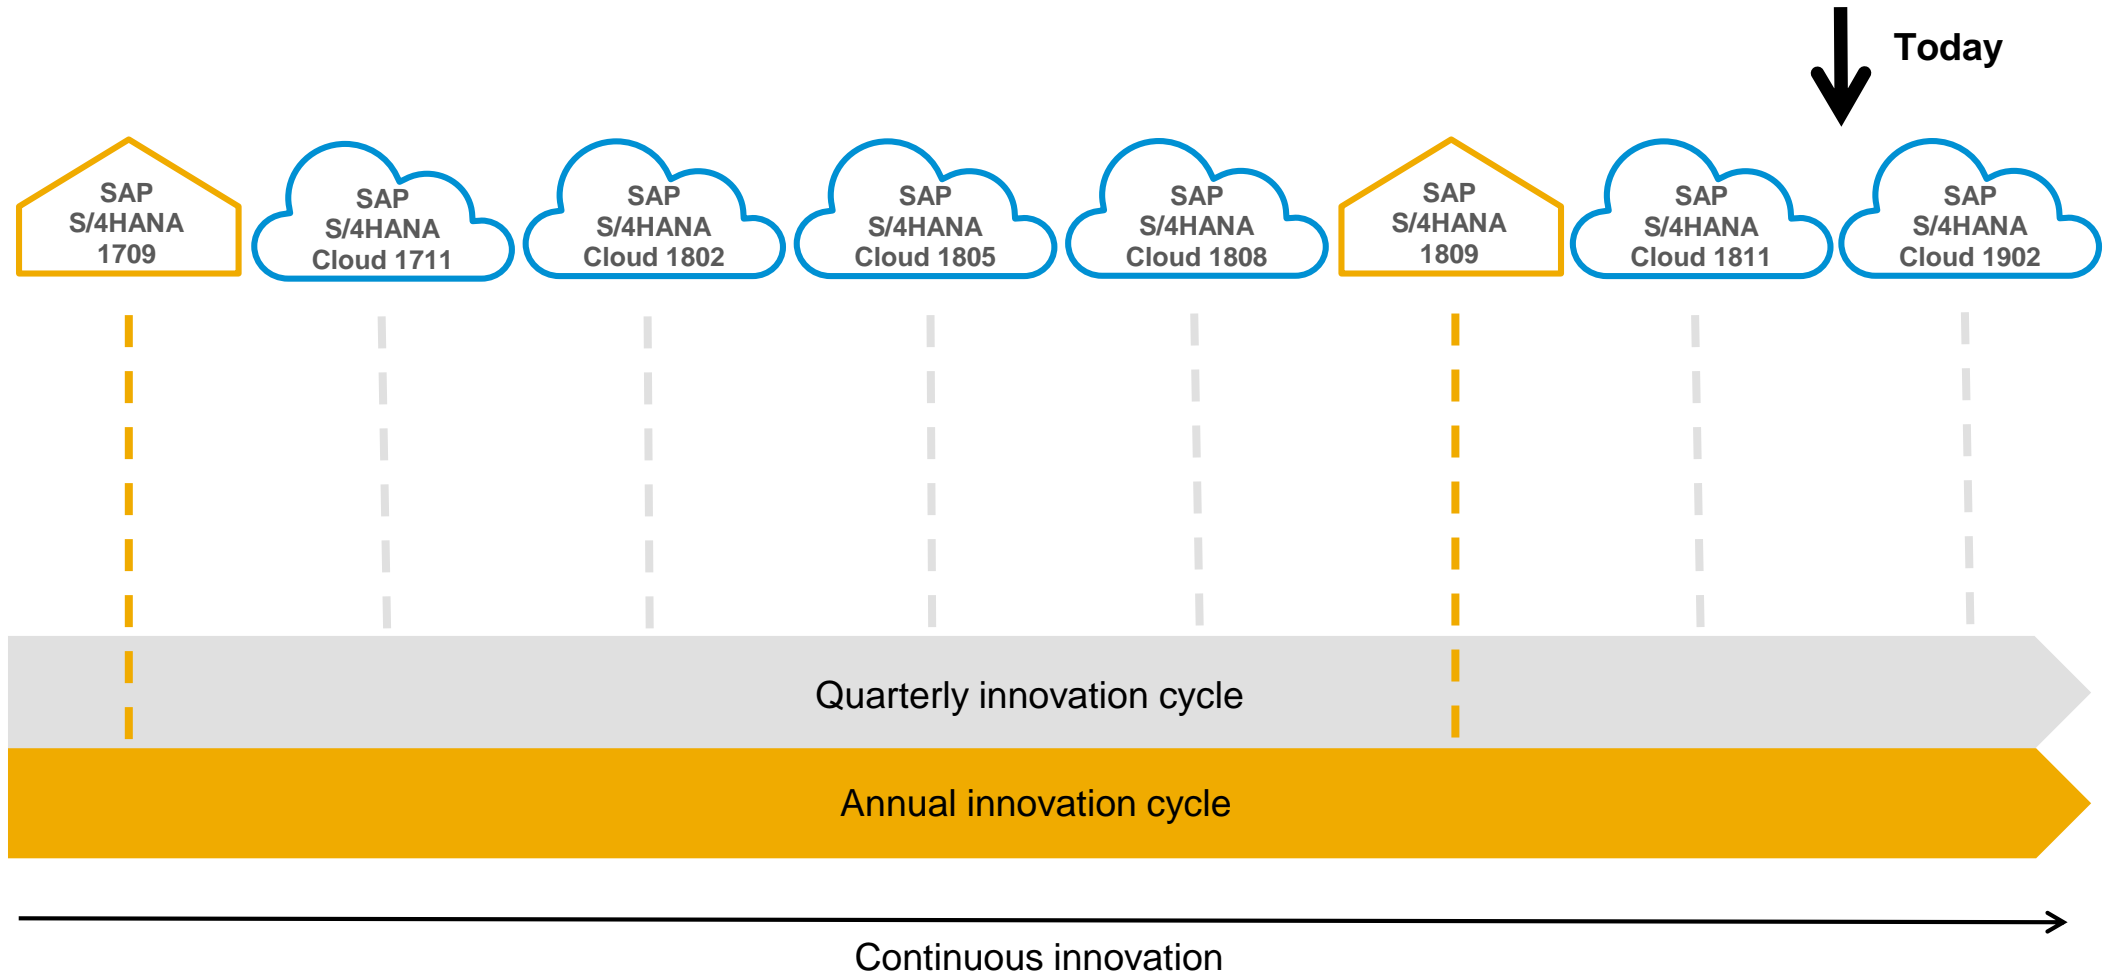 Today
SAP
S/4HANA
1709
SAP
S/4HANA
Cloud 1711
SAP
S/4HANA
Cloud 1802
SAP
S/4HANA
Cloud 1805
SAP
S/4HANA
Cloud 1808
SAP
S/4HANA
1809
SAP
S/4HANA
Cloud 1811
SAP
S/4HANA
Cloud 1902
Quarterly innovation cycle
Annual innovation cycle
Continuous innovation